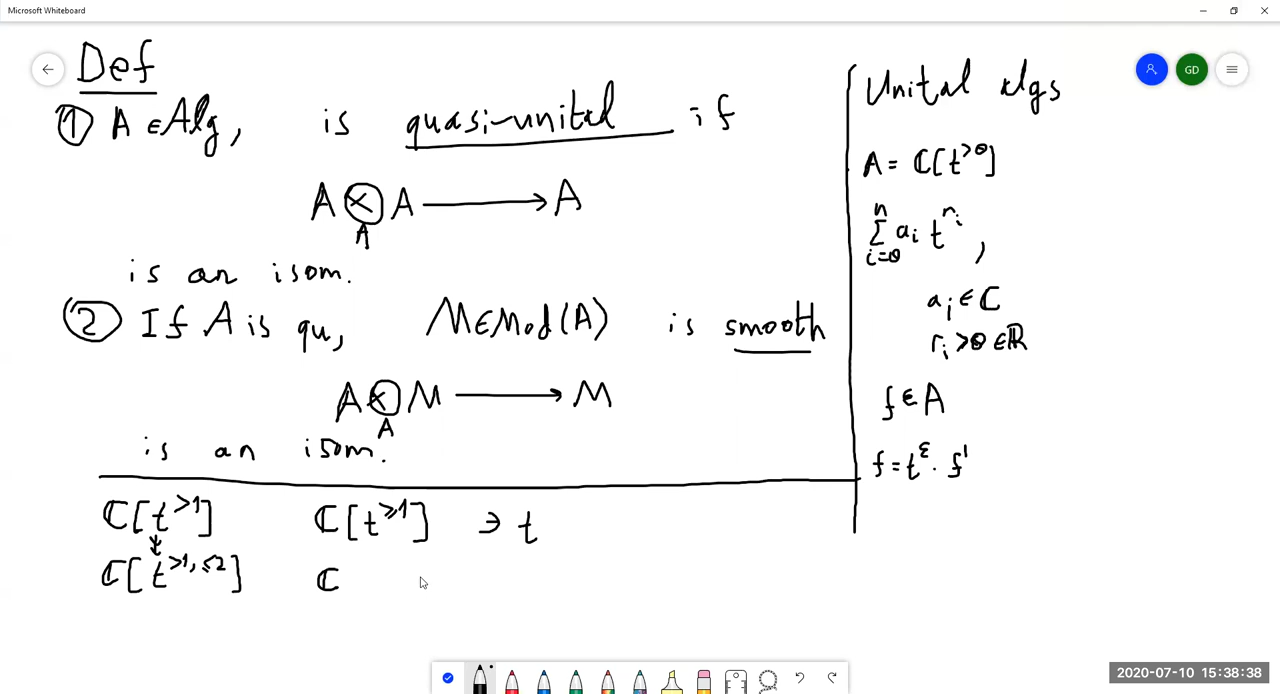 Microsoft Whiteboard
Def
① A ∈ Alg, is quasi-unital if
A ⊗_A A ⟶ A
is an isom.
② If A is qu, M ∈ Mod(A) is smooth
A ⊗_A M ⟶ M
is an isom.
ℂ[t^{>1}] ℂ[t^{≥1}] ∋ t
↓
ℂ[t^{>1,≤2}] ℂ
Unital algs
A = ℂ[t^{>0}]
∑_{i=0}^{n} a_i t^{r_i},
a_i ∈ ℂ
r_i > 0 ∈ ℝ
f ∈ A
f = t^ε · f'
GD
2020-07-10 15:38:38